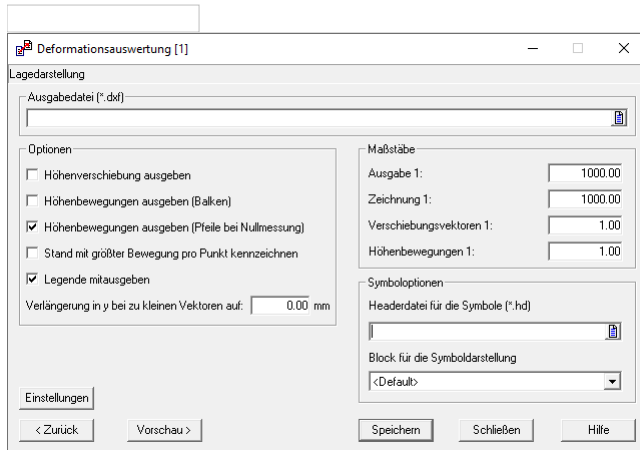 Deformationsauswertung [1]
Lagedarstellung
Ausgabedatei (*.dxf)
Optionen
Höhenverschiebung ausgeben
Höhenbewegungen ausgeben (Balken)
Höhenbewegungen ausgeben (Pfeile bei Nullmessung)
Stand mit größter Bewegung pro Punkt kennzeichnen
Legende mitausgeben
Verlängerung in y bei zu kleinen Vektoren auf: 0.00 mm
Maßstäbe
Ausgabe 1: 1000.00
Zeichnung 1: 1000.00
Verschiebungsvektoren 1: 1.00
Höhenbewegungen 1: 1.00
Symboloptionen
Headerdatei für die Symbole (*.hd)
Block für die Symboldarstellung
<Default>
Einstellungen
< Zurück Vorschau > Speichern Schließen Hilfe